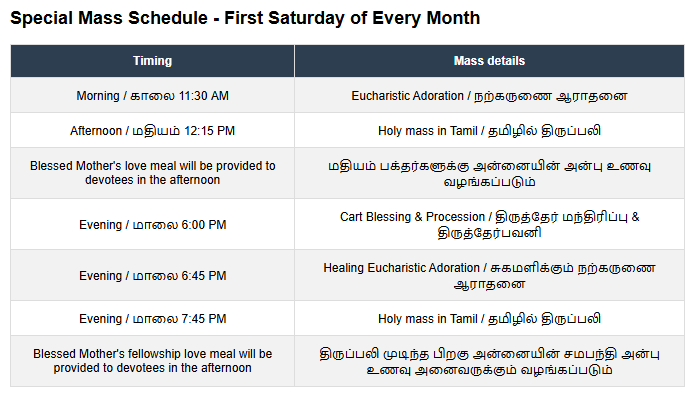 Special Mass Schedule - First Saturday of Every Month
Timing
Mass details
Morning / காலை 11:30 AM
Eucharistic Adoration / நற்கருணை ஆராதனை
Afternoon / மதியம் 12:15 PM
Holy mass in Tamil / தமிழில் திருப்பலி
Blessed Mother's love meal will be provided to
devotees in the afternoon
மதியம் பக்தர்களுக்கு அன்னையின் அன்பு உணவு
வழங்கப்படும்
Evening / மாலை 6:00 PM
Cart Blessing & Procession / திருத்தேர் மந்திரிப்பு &
திருத்தேர்பவனி
Evening / மாலை 6:45 PM
Healing Eucharistic Adoration / சுகமளிக்கும் நற்கருணை
ஆராதனை
Evening / மாலை 7:45 PM
Holy mass in Tamil / தமிழில் திருப்பலி
Blessed Mother's fellowship love meal will be
provided to devotees in the afternoon
திருப்பலி முடிந்த பிறகு அன்னையின் சமபந்தி அன்பு
உணவு அனைவருக்கும் வழங்கப்படும்